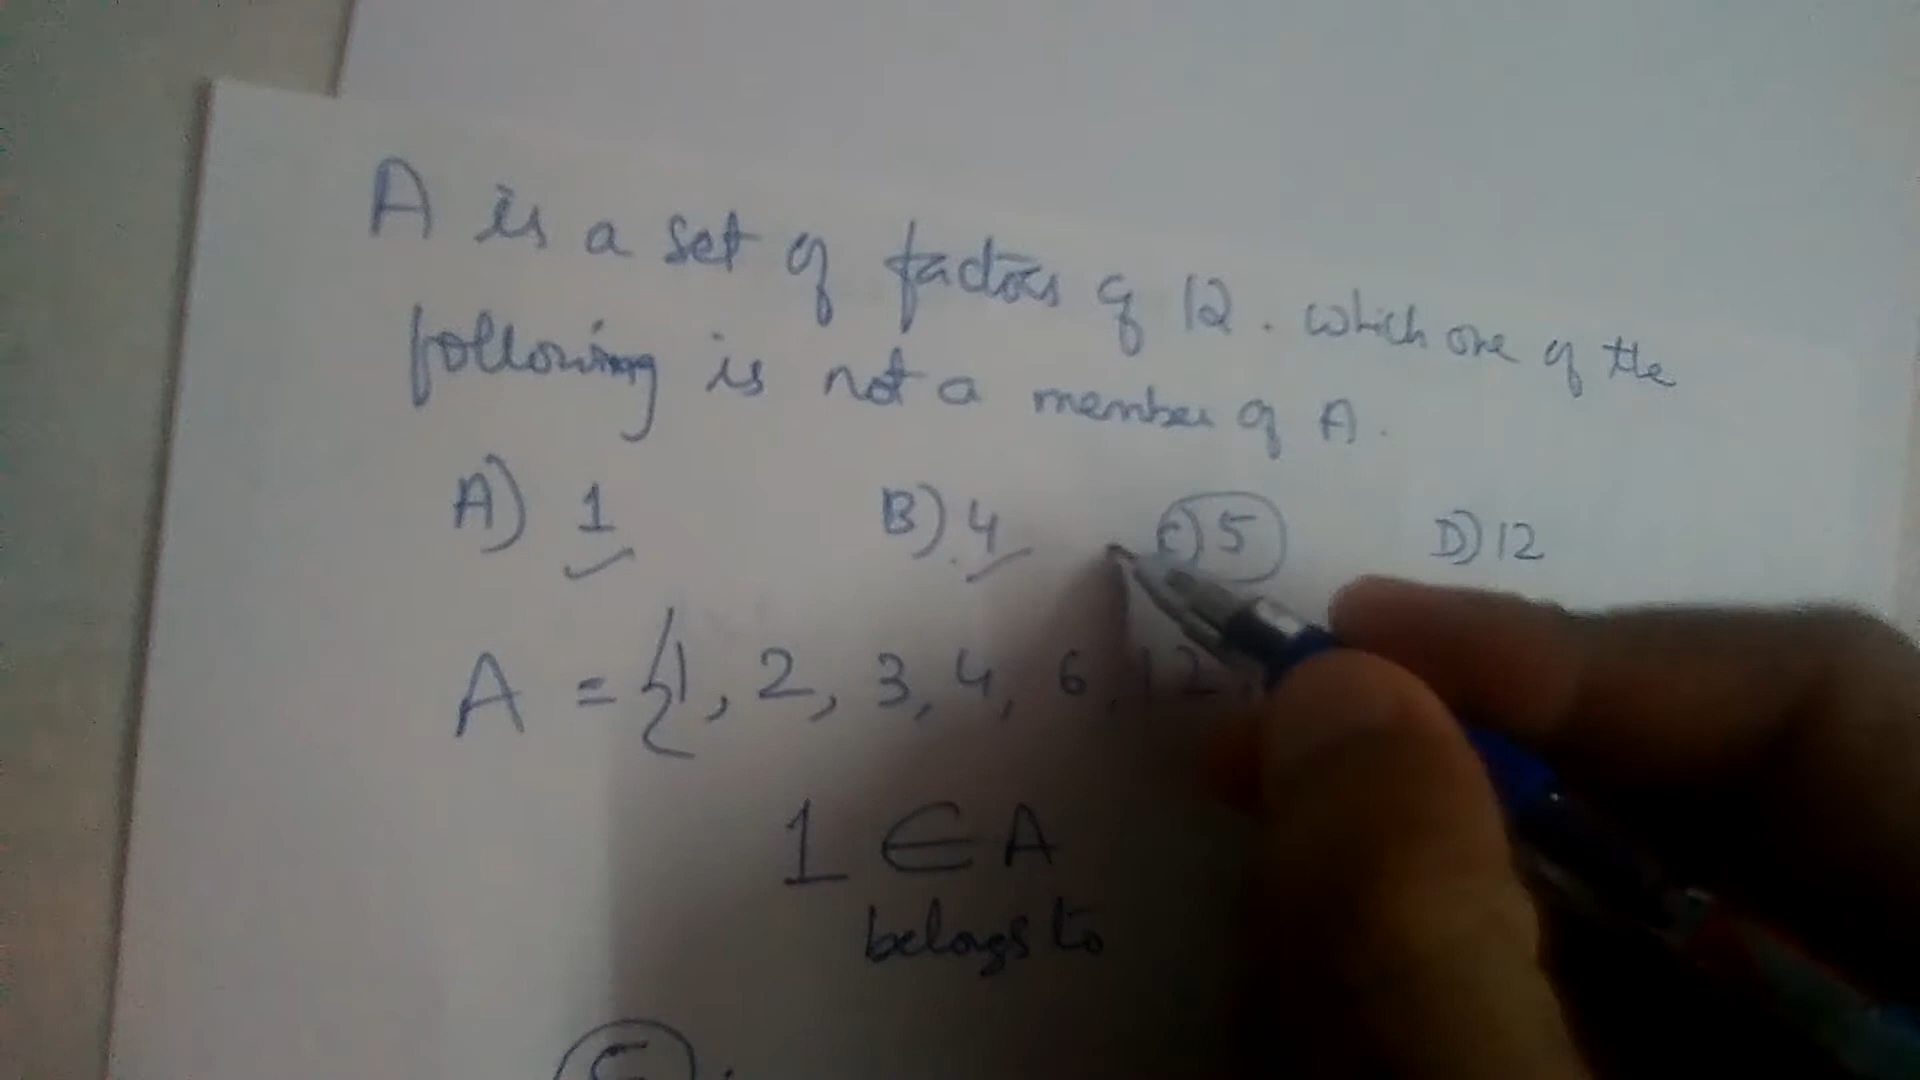 A is a set of factors of 12. which one of the
following is not a member of A.
A) 1 B) 4 C) 5 D) 12
A = {1, 2, 3, 4, 6, 12,
1 ∈ A
belongs to